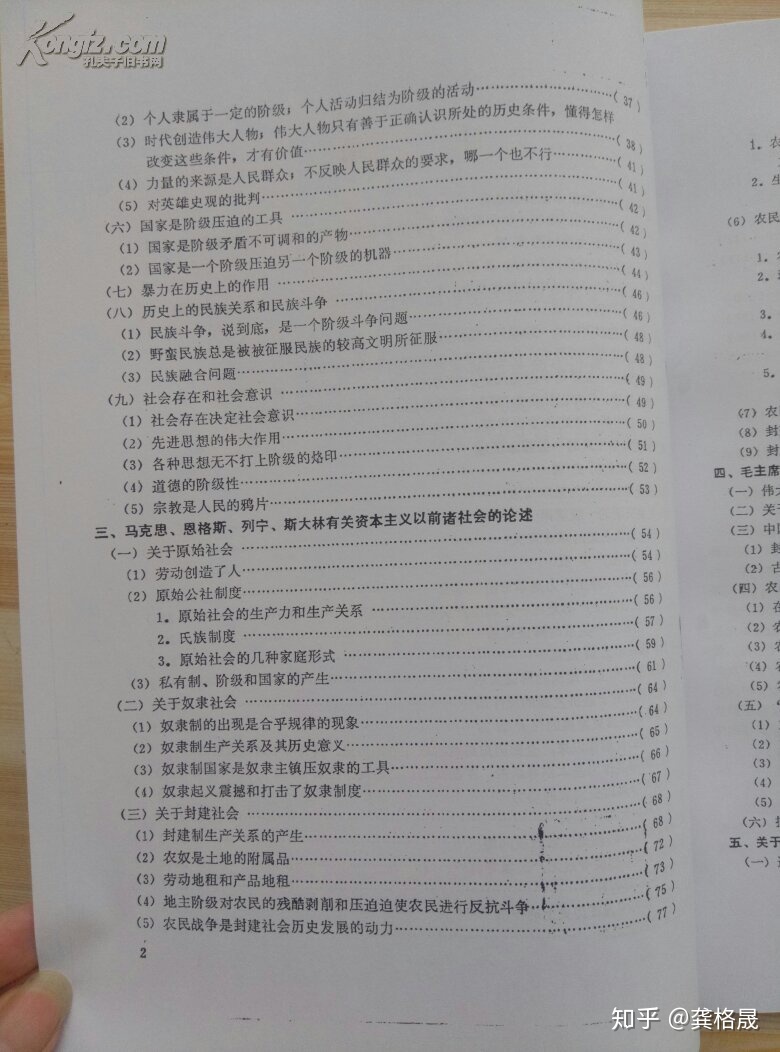 Kongfz.com
孔夫子旧书网
(2) 个人隶属于一定的阶级；个人活动归结为阶级的活动……………………( 37 )
(3) 时代创造伟大人物；伟大人物只有善于正确认识所处的历史条件，懂得怎样
改变这些条件，才有价值……………………( 38 )
(4) 力量的来源是人民群众；不反映人民群众的要求，哪一个也不行……………………( 41 )
(5) 对英雄史观的批判……………………( 41 )
(六) 国家是阶级压迫的工具 ……………………( 42 )
(1) 国家是阶级矛盾不可调和的产物……………………( 42 )
(2) 国家是一个阶级压迫另一个阶级的机器……………………( 43 )
(七) 暴力在历史上的作用 ……………………( 44 )
(八) 历史上的民族关系和民族斗争 ……………………( 46 )
(1) 民族斗争，说到底，是一个阶级斗争问题……………………( 46 )
(2) 野蛮民族总是被被征服民族的较高文明所征服……………………( 48 )
(3) 民族融合问题……………………( 48 )
(九) 社会存在和社会意识 ……………………( 49 )
(1) 社会存在决定社会意识……………………( 49 )
(2) 先进思想的伟大作用……………………( 50 )
(3) 各种思想无不打上阶级的烙印……………………( 51 )
(4) 道德的阶级性……………………( 52 )
(5) 宗教是人民的鸦片……………………( 53 )
三、马克思、恩格斯、列宁、斯大林有关资本主义以前诸社会的论述
(一) 关于原始社会 ……………………( 54 )
(1) 劳动创造了人……………………( 54 )
(2) 原始公社制度……………………( 56 )
1. 原始社会的生产力和生产关系 ……………………( 56 )
2. 氏族制度 ……………………( 57 )
3. 原始社会的几种家庭形式 ……………………( 59 )
(3) 私有制、阶级和国家的产生……………………( 61 )
(二) 关于奴隶社会 ……………………( 64 )
(1) 奴隶制的出现是合乎规律的现象……………………( 64 )
(2) 奴隶制生产关系及其历史意义……………………( 65 )
(3) 奴隶制国家是奴隶主镇压奴隶的工具……………………( 66 )
(4) 奴隶起义震撼和打击了奴隶制度……………………( 67 )
(三) 关于封建社会 ……………………( 68 )
(1) 封建制生产关系的产生……………………( 68 )
(2) 农奴是土地的附属品……………………( 72 )
(3) 劳动地租和产品地租……………………( 73 )
(4) 地主阶级对农民的残酷剥削和压迫迫使农民进行反抗斗争……………………( 75 )
(5) 农民战争是封建社会历史发展的动力……………………( 77 )
2
1. 农
2. 生
(6) 农民
1.
2.
3.
4.
5.
(7) 农
(8) 封
(9) 封
四、毛主席
(一) 伟
(二) 关
(三) 中
(1) 封
(2) 古
(四) 农
(1) 在
(2) 农
(3) 农
(4) 农
(5)
(五)
(1)
(2)
(3)
(4)
(5)
(六)
五、关于
(一)
知乎 @龚格晟